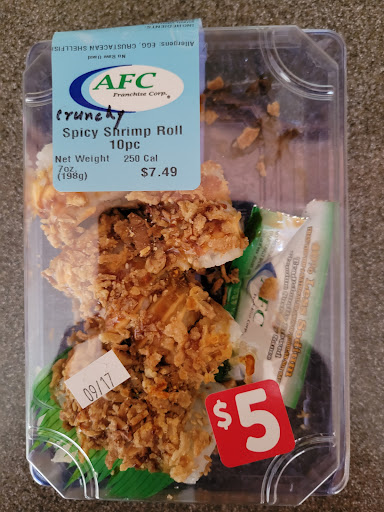 Allergens: EGG, CRUSTACEAN SHELLFISH
AFC
Franchise Corp.®
crunchy
Spicy Shrimp Roll
10pc
Net Weight 250 Cal
7oz.
(198g) $7.49
AFC
09/17
$5